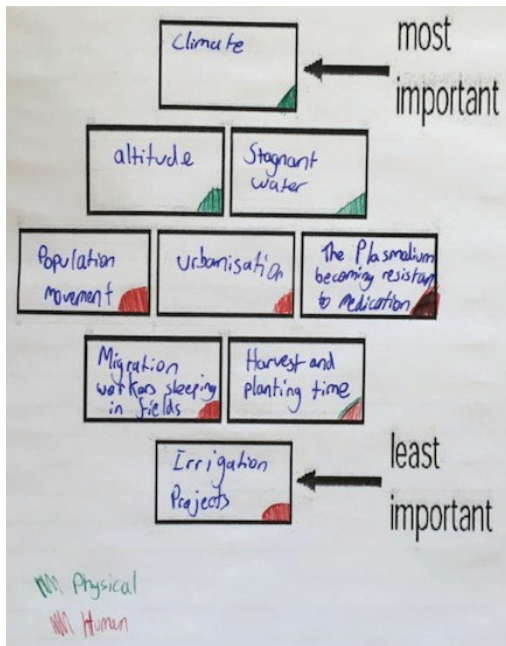 Climate
most
important
altitude
Stagnant
water
Population
movement
urbanisation
The Plasmodium
becoming resistant
to medication
Migration
workers sleeping
in fields
Harvest and
planting time
Irrigation
Projects
least
important
Physical
Human